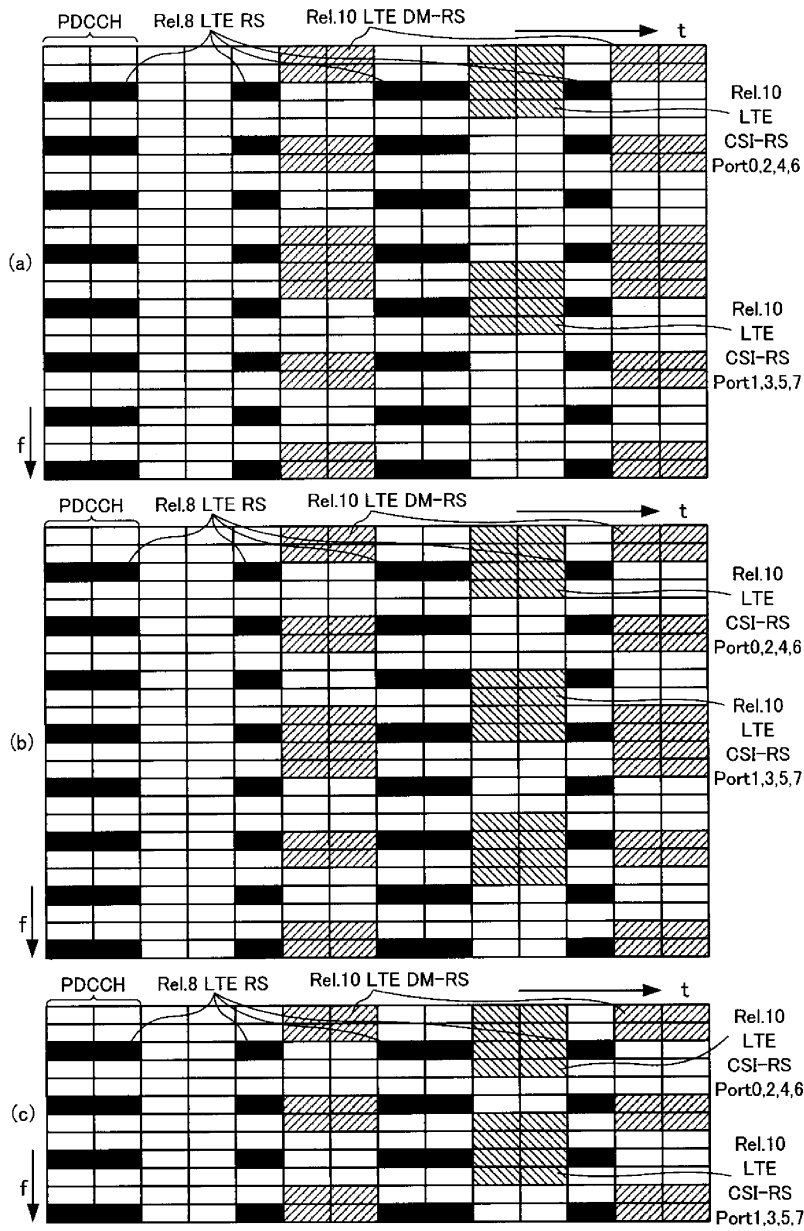 PDCCH Rel.8 LTE RS Rel.10 LTE DM-RS t
Rel.10
LTE
CSI-RS
Port0,2,4,6
(a)
Rel.10
LTE
CSI-RS
Port1,3,5,7
f
PDCCH Rel.8 LTE RS Rel.10 LTE DM-RS t
Rel.10
LTE
CSI-RS
Port0,2,4,6
(b)
Rel.10
LTE
CSI-RS
Port1,3,5,7
f
PDCCH Rel.8 LTE RS Rel.10 LTE DM-RS t
Rel.10
LTE
CSI-RS
Port0,2,4,6
(c)
Rel.10
LTE
CSI-RS
Port1,3,5,7
f